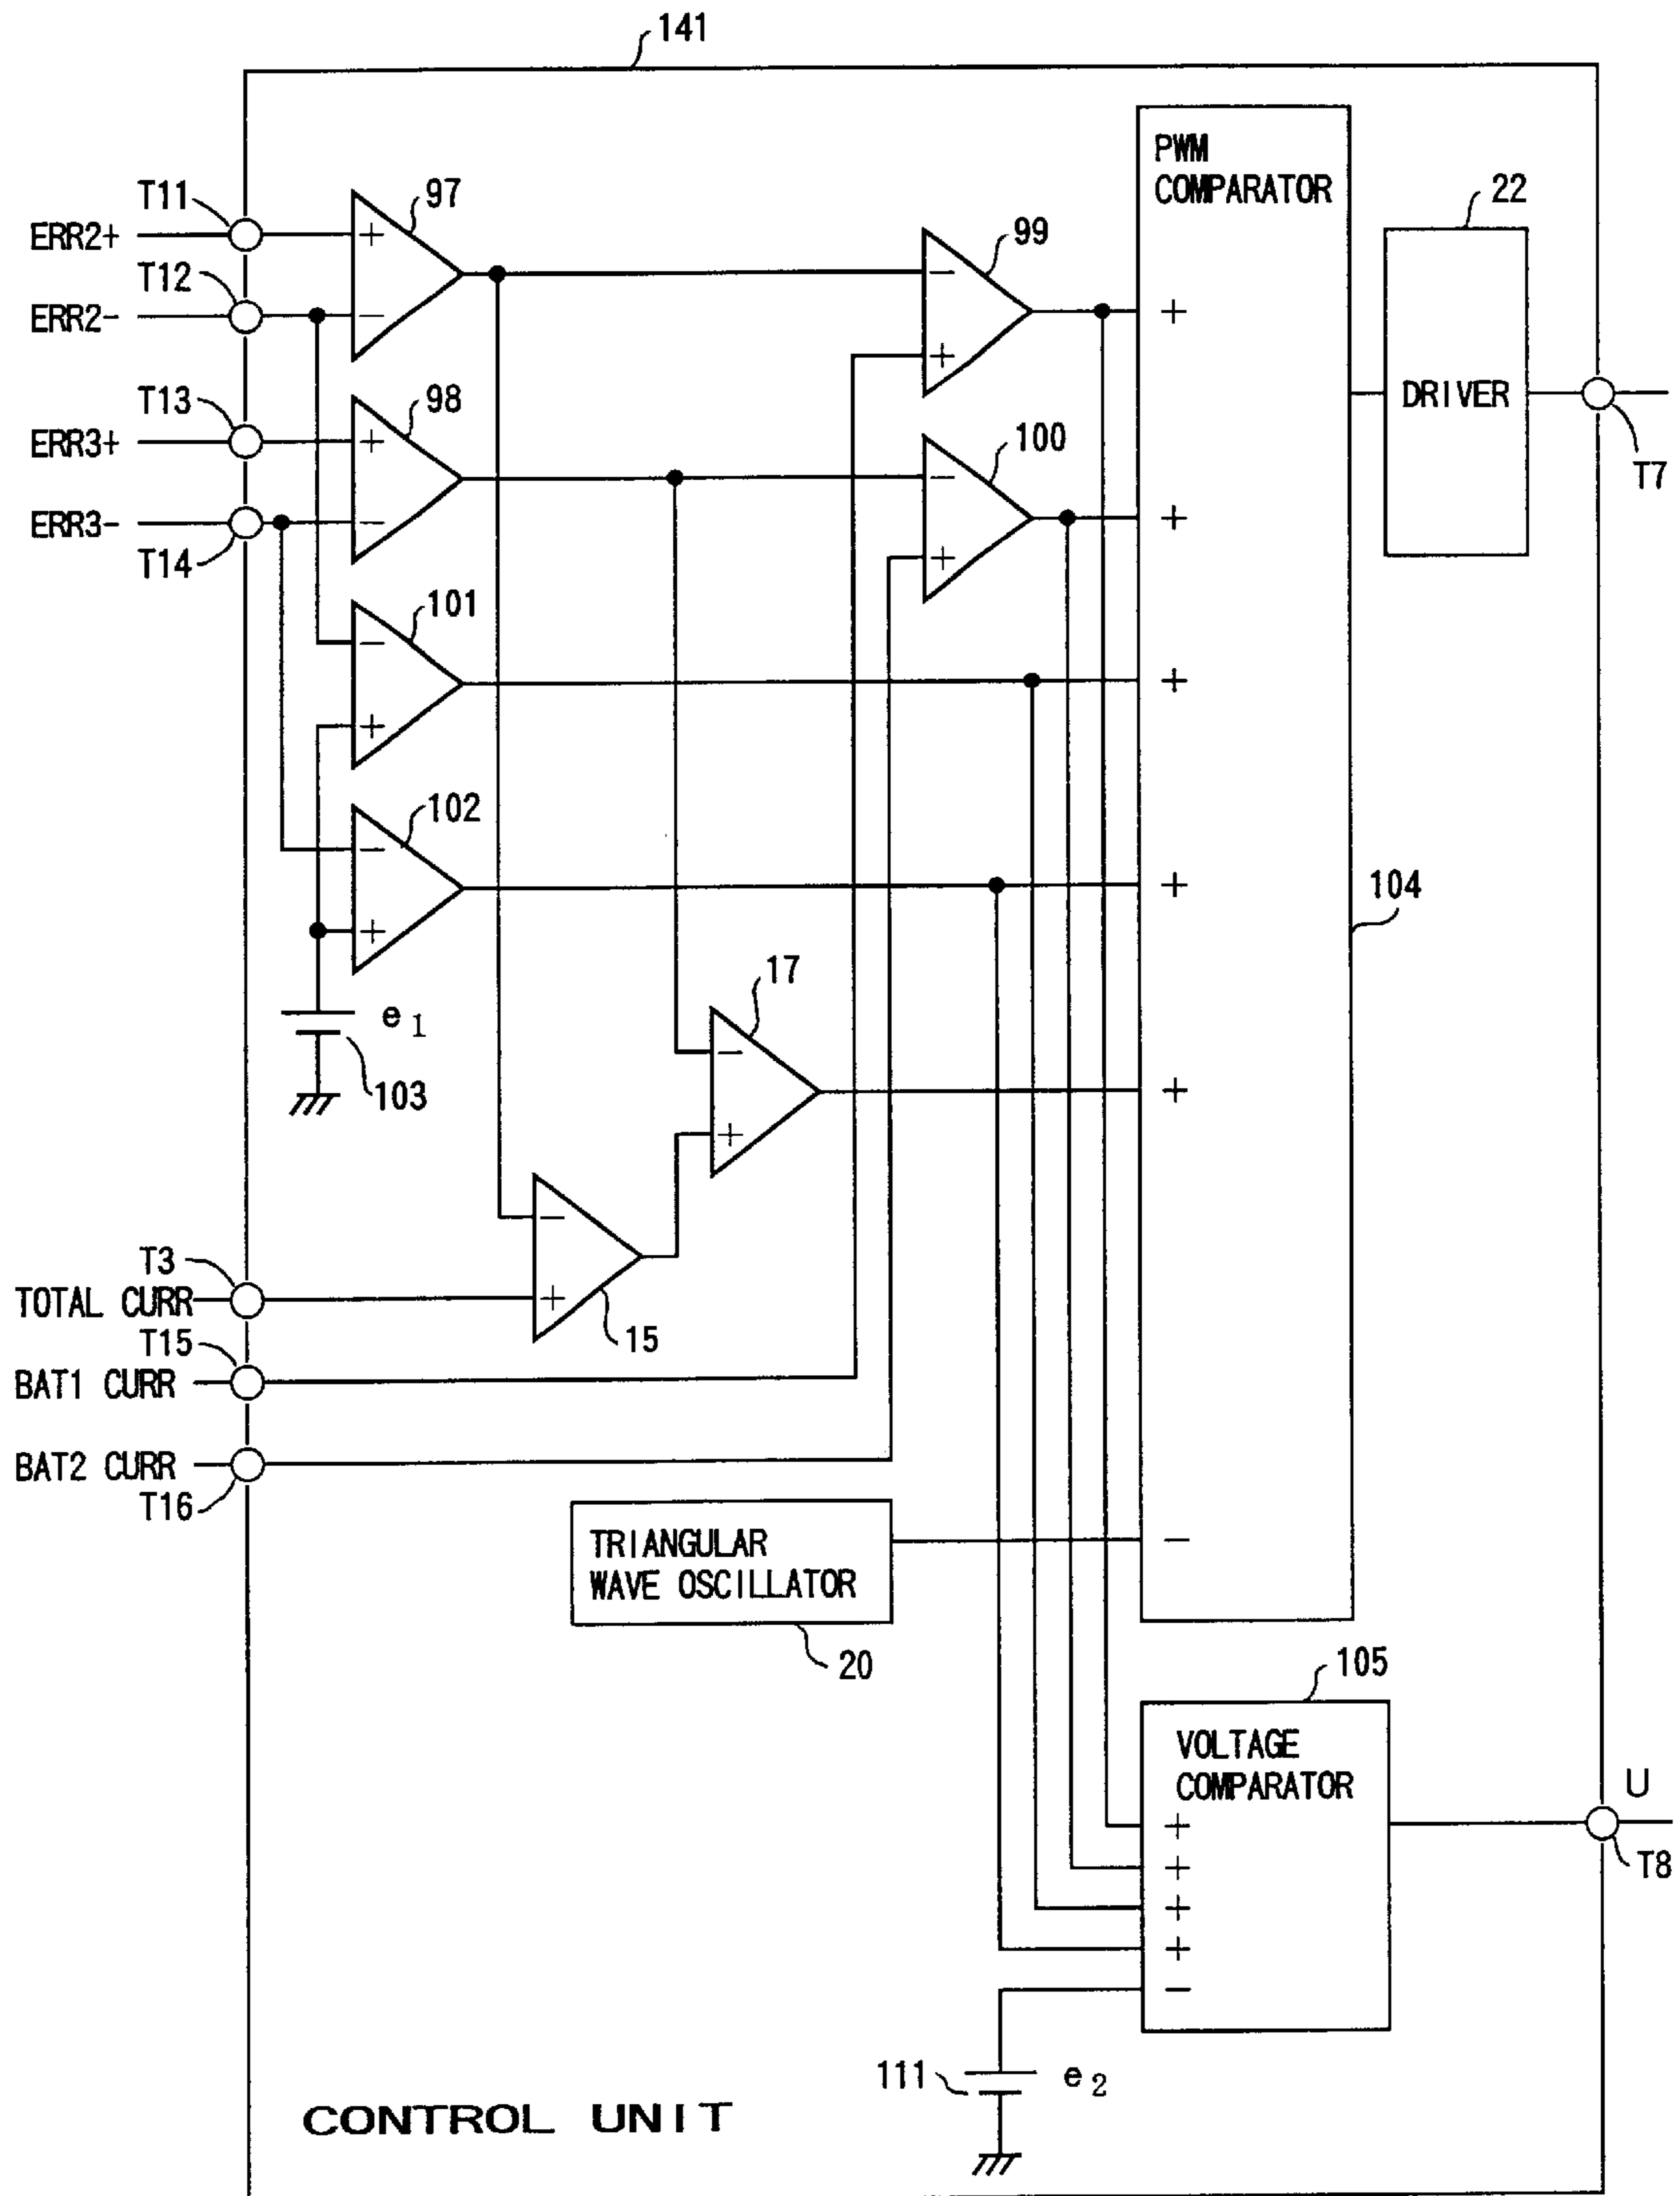 141
PWM
COMPARATOR
T11
97
22
ERR2+
+
99
T12
−
ERR2-
−
+
+
T13
98
DRIVER
ERR3+
+
100
T7
−
ERR3-
−
+
T14
+
101
−
+
+
102
−
+
104
+
17
e1
−
103
+
+
−
T3
TOTAL CURR
+
T15
15
BAT1 CURR
BAT2 CURR
T16
TRIANGULAR
WAVE OSCILLATOR
−
20
105
VOLTAGE
COMPARATOR
U
+
+
T8
+
+
−
111
e2
CONTROL UNIT